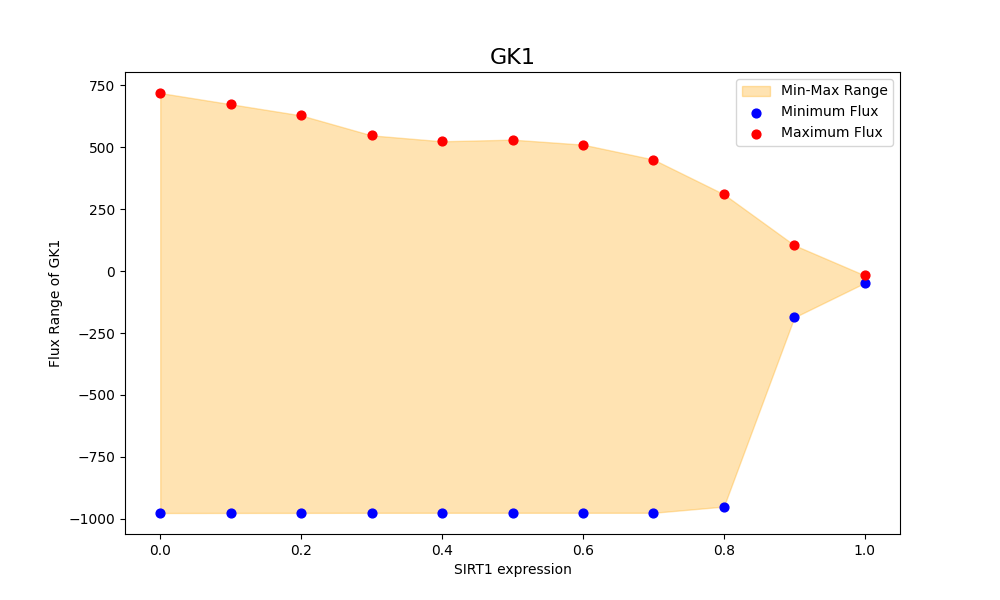 GK1
Min-Max Range
Minimum Flux
Maximum Flux
Flux Range of GK1
750
500
250
0
−250
−500
−750
−1000
0.0 0.2 0.4 0.6 0.8 1.0
SIRT1 expression